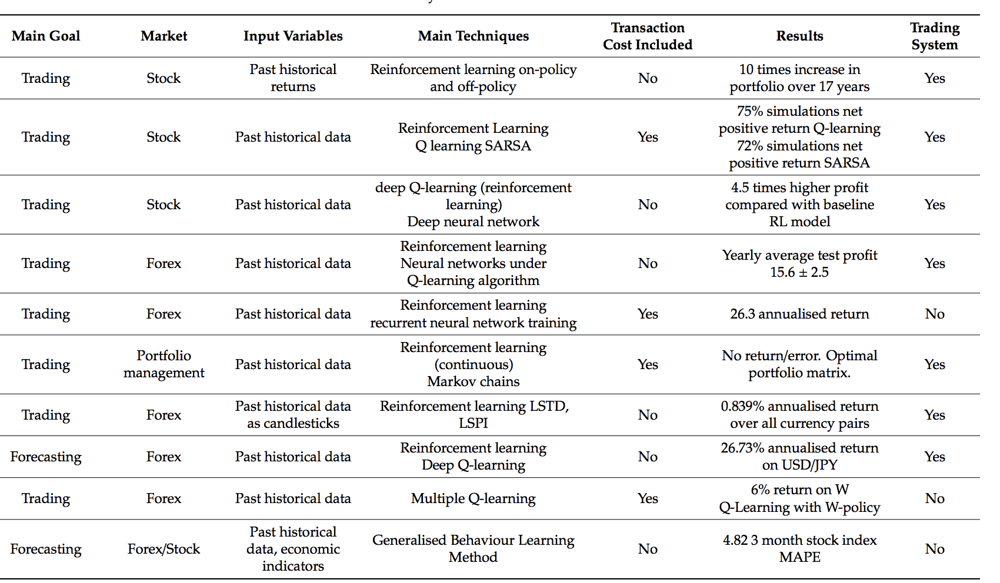 Main Goal Market Input Variables Main Techniques Transaction Cost Included Results Trading System
Trading Stock Past historical returns Reinforcement learning on-policy and off-policy No 10 times increase in portfolio over 17 years Yes
Trading Stock Past historical data Reinforcement Learning Q learning SARSA Yes 75% simulations net positive return Q-learning 72% simulations net positive return SARSA Yes
Trading Stock Past historical data deep Q-learning (reinforcement learning) Deep neural network No 4.5 times higher profit compared with baseline RL model Yes
Trading Forex Past historical data Reinforcement learning Neural networks under Q-learning algorithm No Yearly average test profit 15.6 ± 2.5 Yes
Trading Forex Past historical data Reinforcement learning recurrent neural network training Yes 26.3 annualised return No
Trading Portfolio management Past historical data Reinforcement learning (continuous) Markov chains Yes No return/error. Optimal portfolio matrix. Yes
Trading Forex Past historical data as candlesticks Reinforcement learning LSTD, LSPI No 0.839% annualised return over all currency pairs Yes
Forecasting Forex Past historical data Reinforcement learning Deep Q-learning No 26.73% annualised return on USD/JPY Yes
Trading Forex Past historical data Multiple Q-learning Yes 6% return on W Q-Learning with W-policy No
Forecasting Forex/Stock Past historical data, economic indicators Generalised Behaviour Learning Method No 4.82 3 month stock index MAPE No